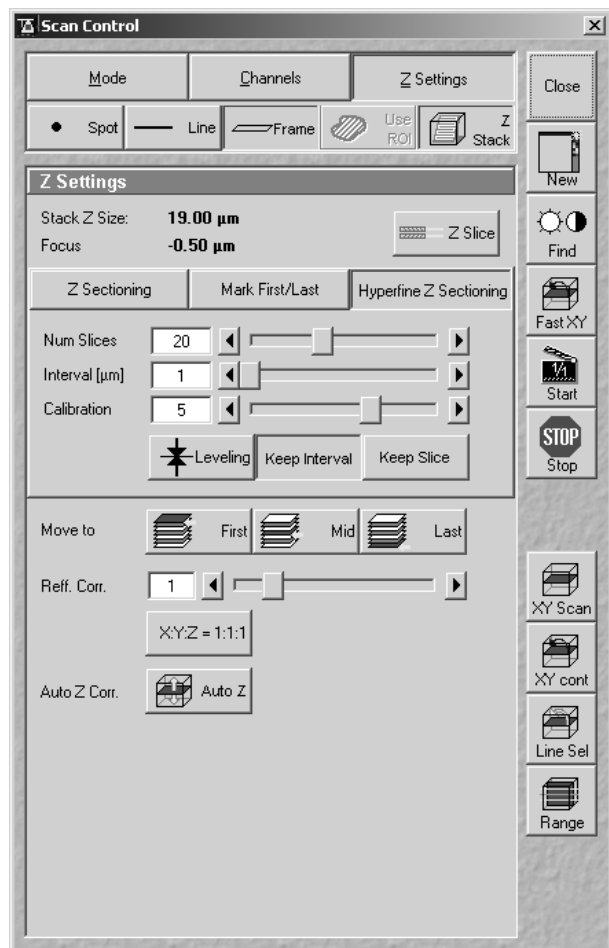 Scan Control
Mode
Channels
Z Settings
Close
Spot
Line
Frame
Use
ROI
Z
Stack
New
Z Settings
Stack Z Size: 19.00 µm
Focus -0.50 µm
Z Slice
Find
Z Sectioning
Mark First/Last
Hyperfine Z Sectioning
Fast XY
Num Slices 20
Interval [µm] 1
1/1
Start
Calibration 5
STOP
Stop
Leveling
Keep Interval
Keep Slice
Move to
First
Mid
Last
Reff. Corr. 1
XY Scan
X:Y:Z = 1:1:1
XY cont
Auto Z Corr.
Auto Z
Line Sel
Range